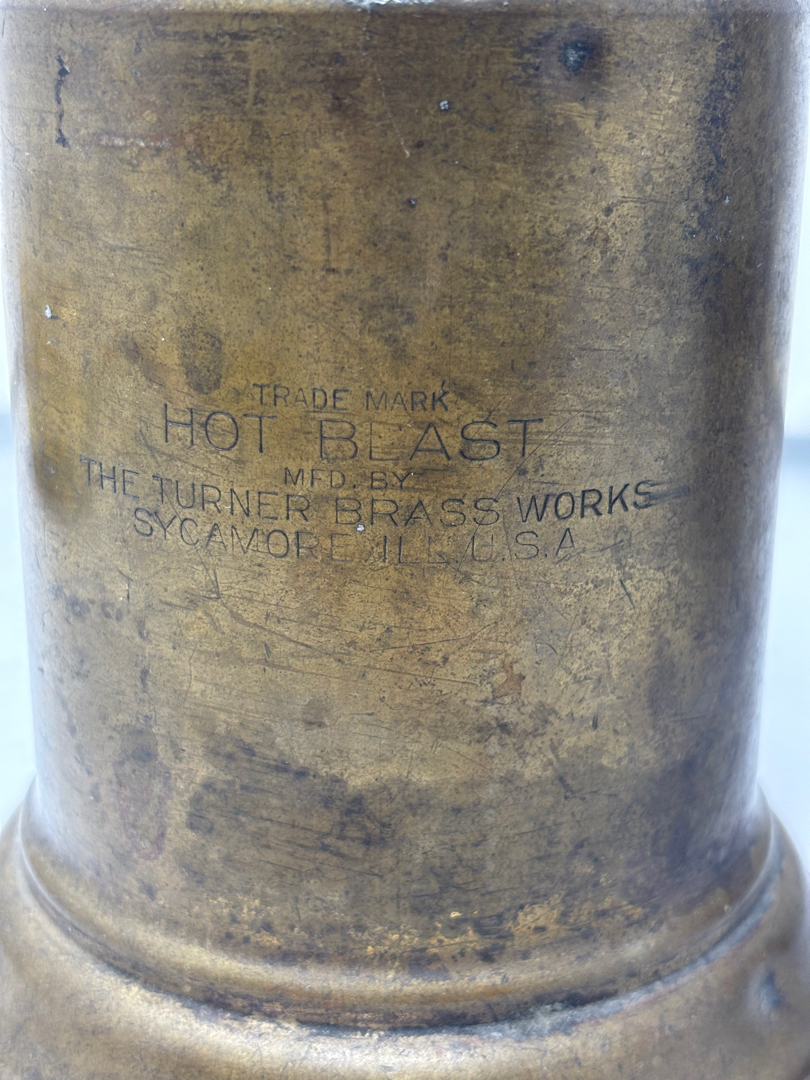 TRADE MARK
HOT BLAST
MFD. BY
THE TURNER BRASS WORKS
SYCAMORE, ILL. U.S.A